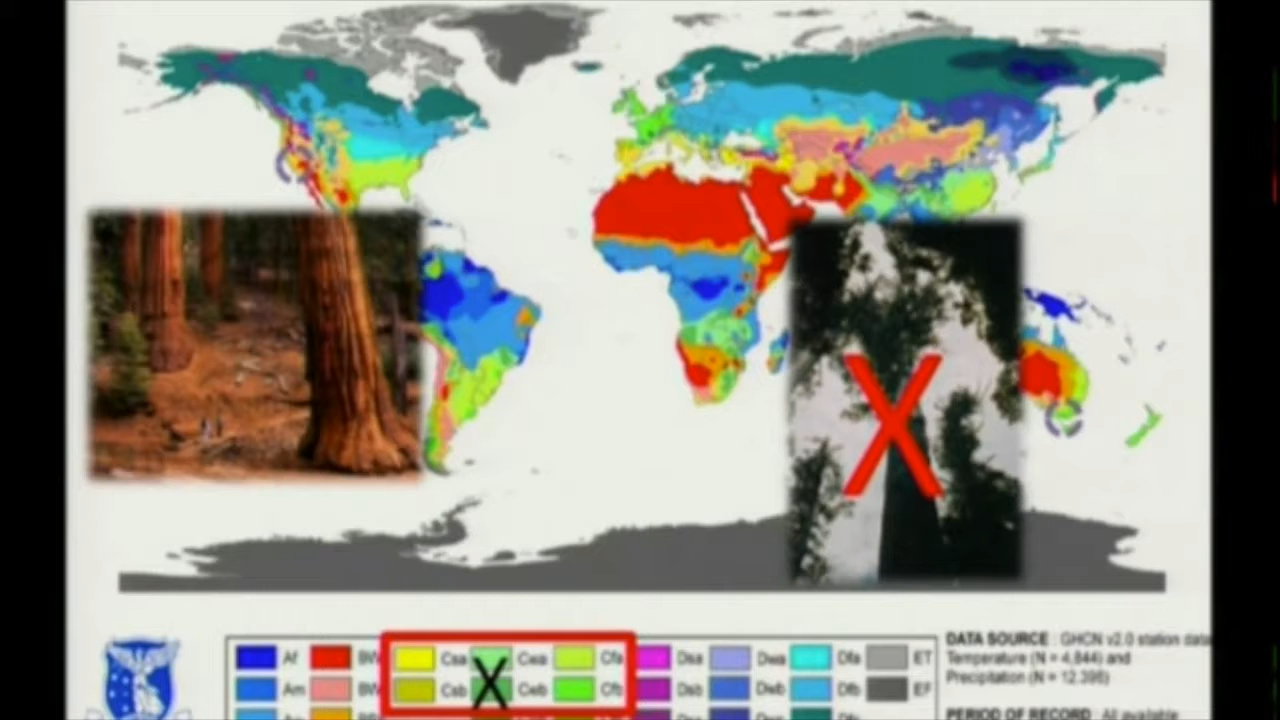 X
Af
Csa
Cwa
Cfa
Dsa
Dwa
Dfa
ET
Am
Csb
X
Cwb
Cfb
Dsb
Dwb
Dfb
EF
DATA SOURCE : GHCN v2.0 station data
Temperature (N = 4,844) and
Precipitation (N = 12,396)
PERIOD OF RECORD : All available